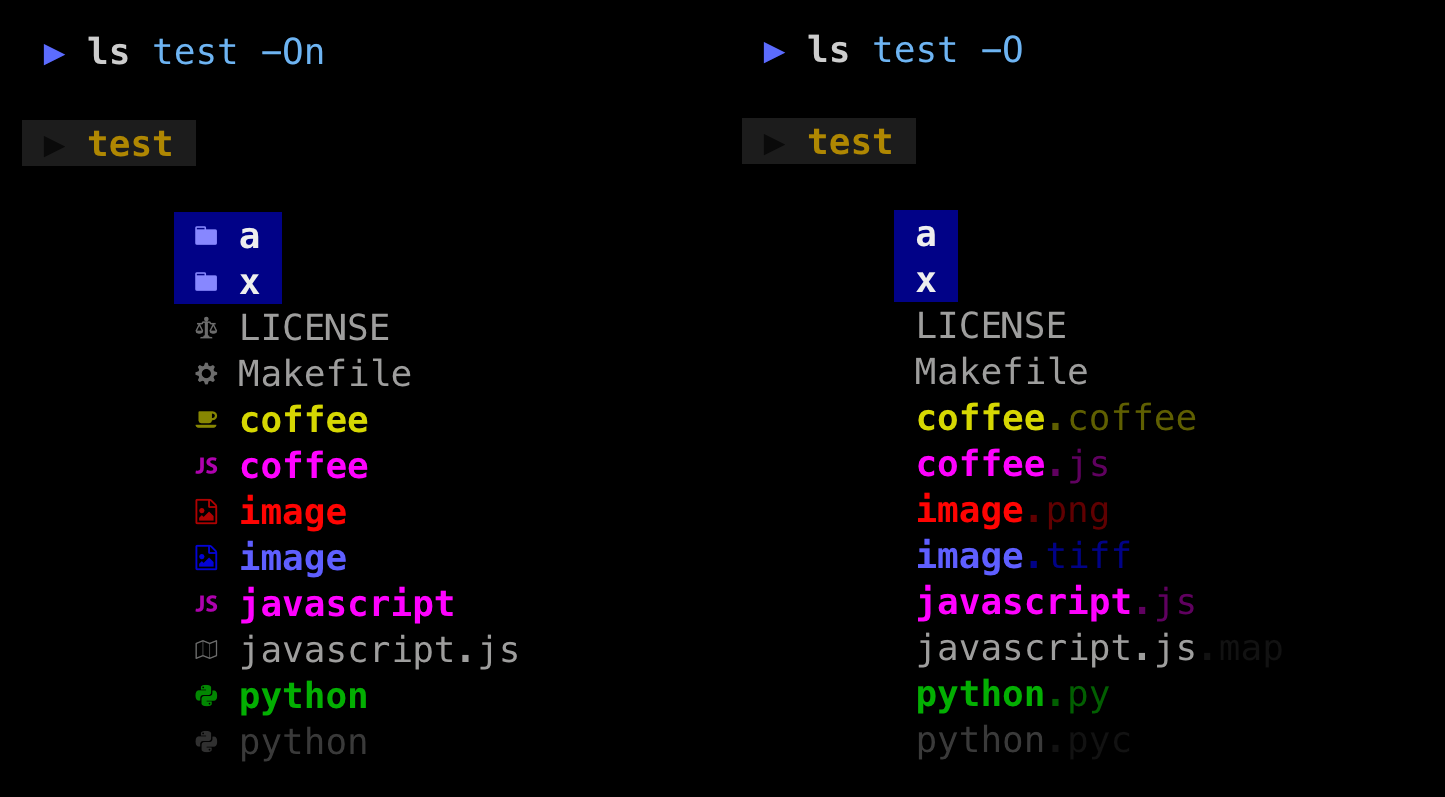 ▶ ls test -On
▶ test
a
x
LICENSE
Makefile
coffee
JS coffee
image
image
JS javascript
javascript.js
python
python
▶ ls test -O
▶ test
a
x
LICENSE
Makefile
coffee.coffee
coffee.js
image.png
image.tiff
javascript.js
javascript.js.map
python.py
python.pyc